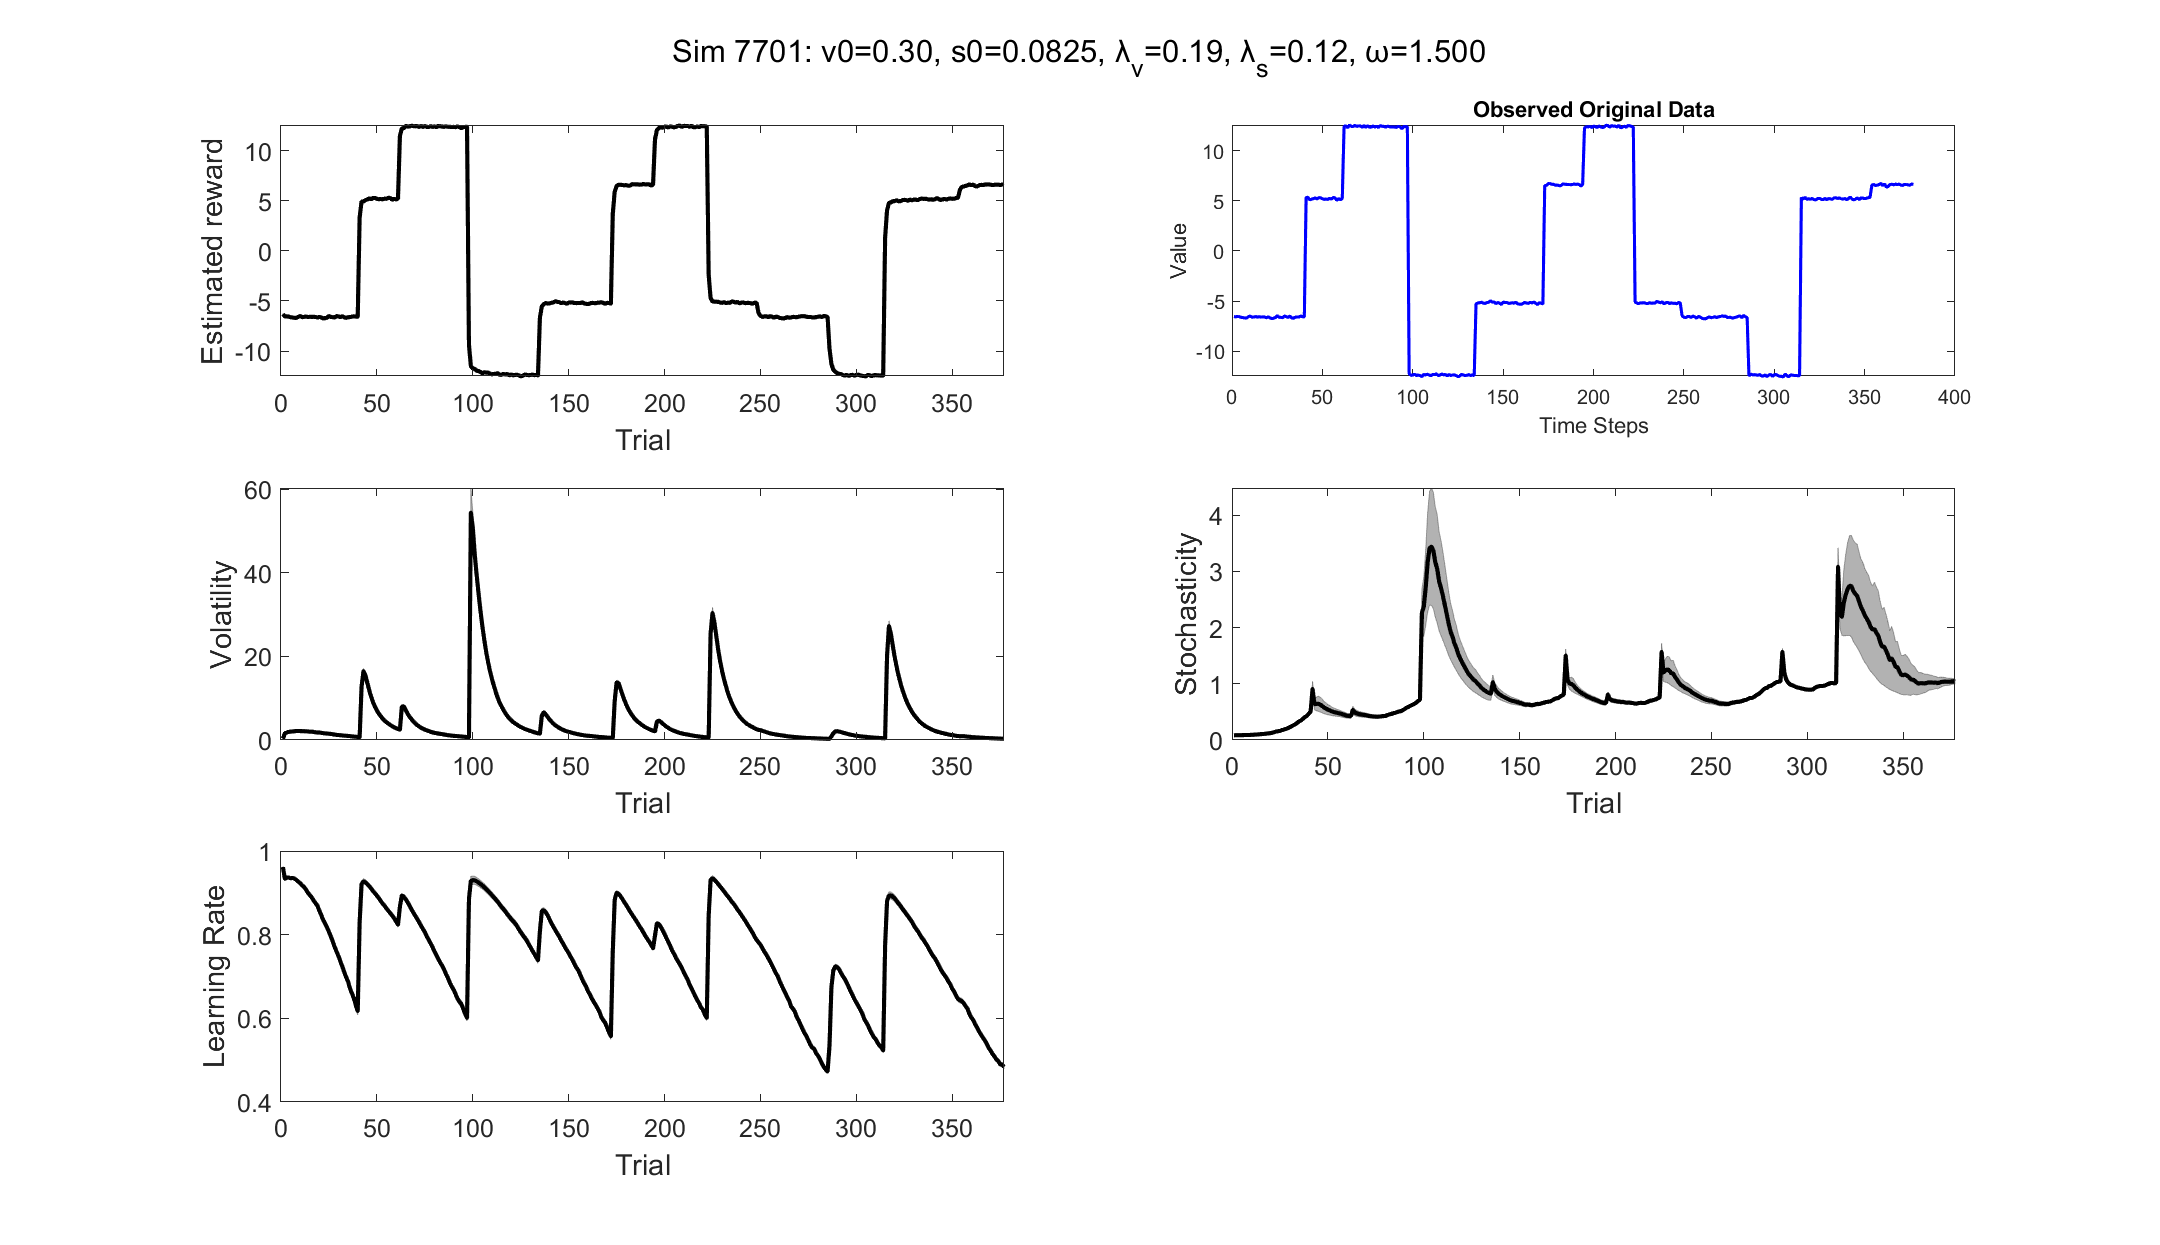 Sim 7701: v0=0.30, s0=0.0825, λv=0.19, λs=0.12, ω=1.500
Estimated reward
10
5
0
-5
-10
0 50 100 150 200 250 300 350
Trial
Observed Original Data
Value
10
5
0
-5
-10
0 50 100 150 200 250 300 350 400
Time Steps
Volatility
60
40
20
0
0 50 100 150 200 250 300 350
Trial
Stochasticity
4
3
2
1
0
0 50 100 150 200 250 300 350
Trial
Learning Rate
1
0.8
0.6
0.4
0 50 100 150 200 250 300 350
Trial